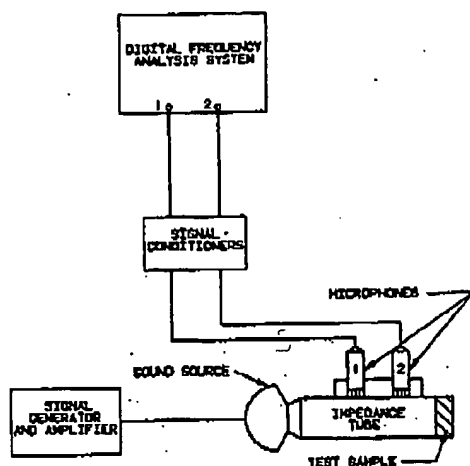 DIGITAL FREQUENCY
ANALYSIS SYSTEM
1 2
SIGNAL
CONDITIONERS
MICROPHONES
SOUND SOURCE
1 2
SIGNAL
GENERATOR
AND AMPLIFIER
IMPEDANCE
TUBE
TEST SAMPLE